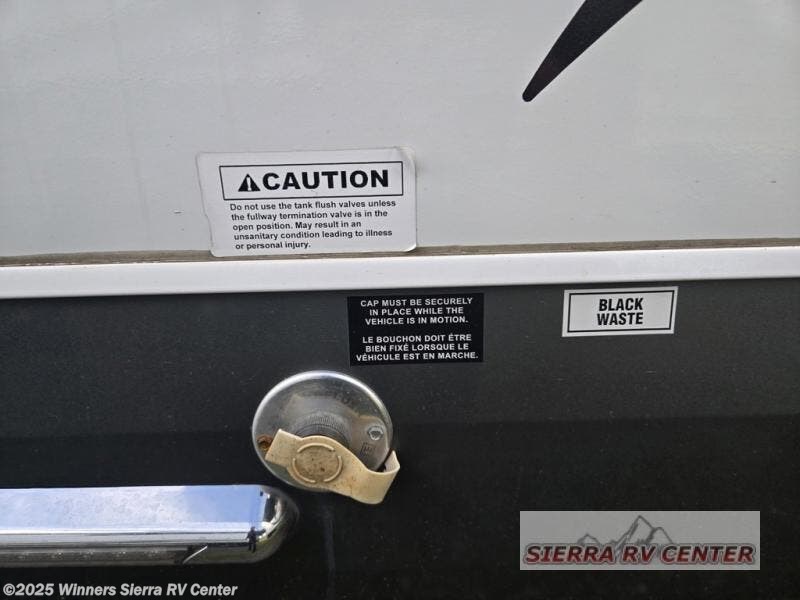 CAUTION
Do not use the tank flush valves unless
the fullway termination valve is in the
open position. May result in an
unsanitary condition leading to illness
or personal injury.
CAP MUST BE SECURELY
IN PLACE WHILE THE
VEHICLE IS IN MOTION.
LE BOUCHON DOIT ÉTRE
BIEN FIXÉ LORSQUE LE
VÉHICULE EST EN MARCHE.
BLACK
WASTE
SIERRA RV CENTER
©2025 Winners Sierra RV Center